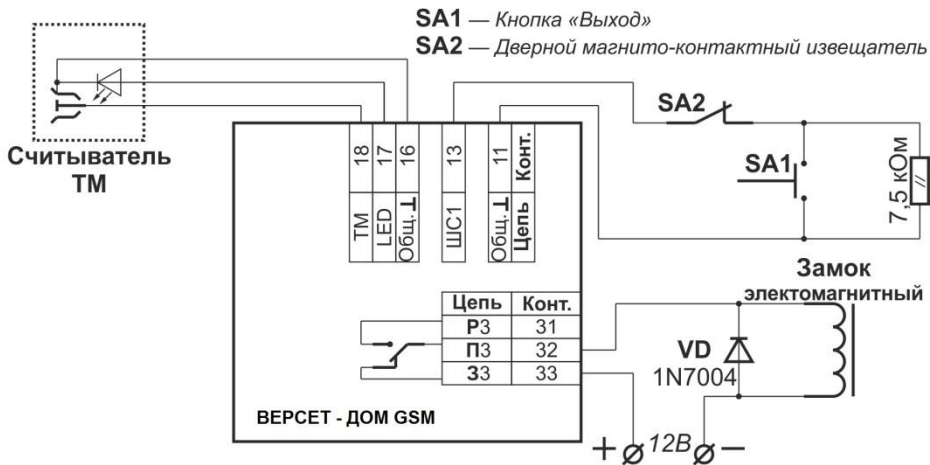 SA1 — Кнопка «Выход»
SA2 — Дверной магнито-контактный извещатель
Считыватель
ТМ
18 17 16 13 11 Конт.
ТМ LED Общ.⊥ ШС1 Общ.⊥ Цепь
SA2
SA1
7,5 кОм
Цепь Конт.
Р3 31
П3 32
З3 33
Замок
электомагнитный
VD
1N7004
ВЕРСЕТ - ДОМ GSM
+ 12В −